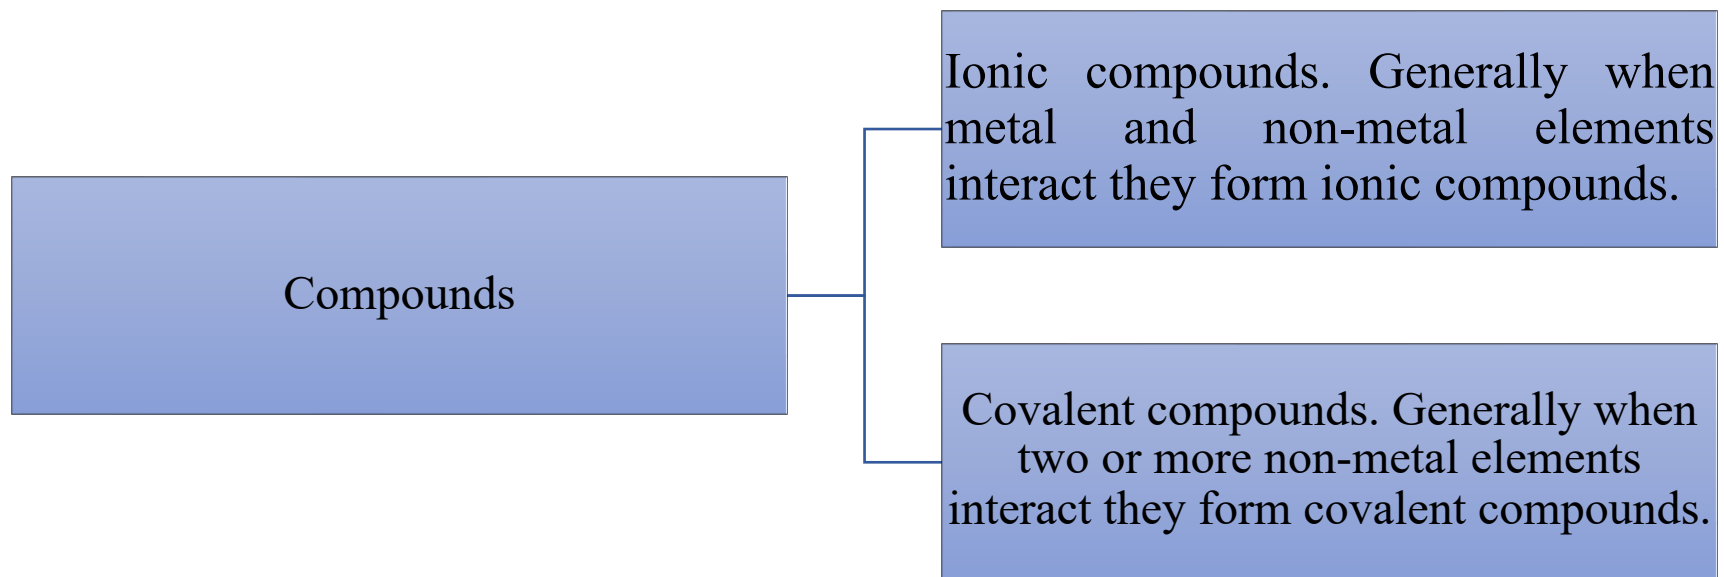 Compounds
Ionic compounds. Generally when
metal and non-metal elements
interact they form ionic compounds.
Covalent compounds. Generally when
two or more non-metal elements
interact they form covalent compounds.